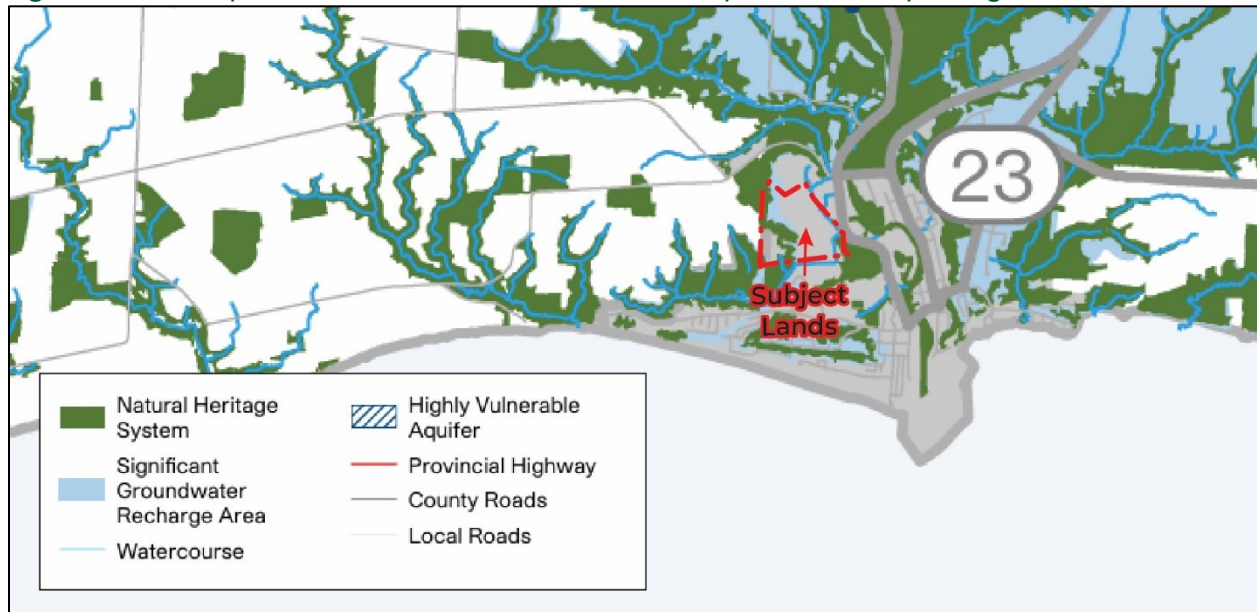 23
Subject
Lands
Natural Heritage
System
Significant
Groundwater
Recharge Area
Watercourse
Highly Vulnerable
Aquifer
Provincial Highway
County Roads
Local Roads